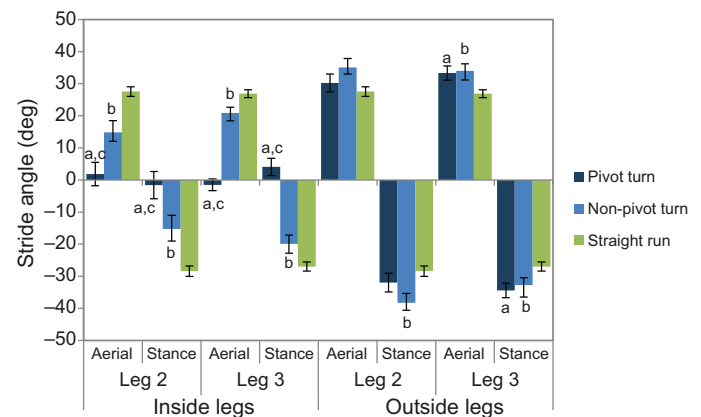 Stride angle (deg)
50
40
30
20
10
0
–10
–20
–30
–40
–50
a,c
b
a,c
b
b
a,c
a,c
b
b
a
b
a
b
Pivot turn
Non-pivot turn
Straight run
Aerial Stance Aerial Stance Aerial Stance Aerial Stance
Leg 2 Leg 3 Leg 2 Leg 3
Inside legs Outside legs